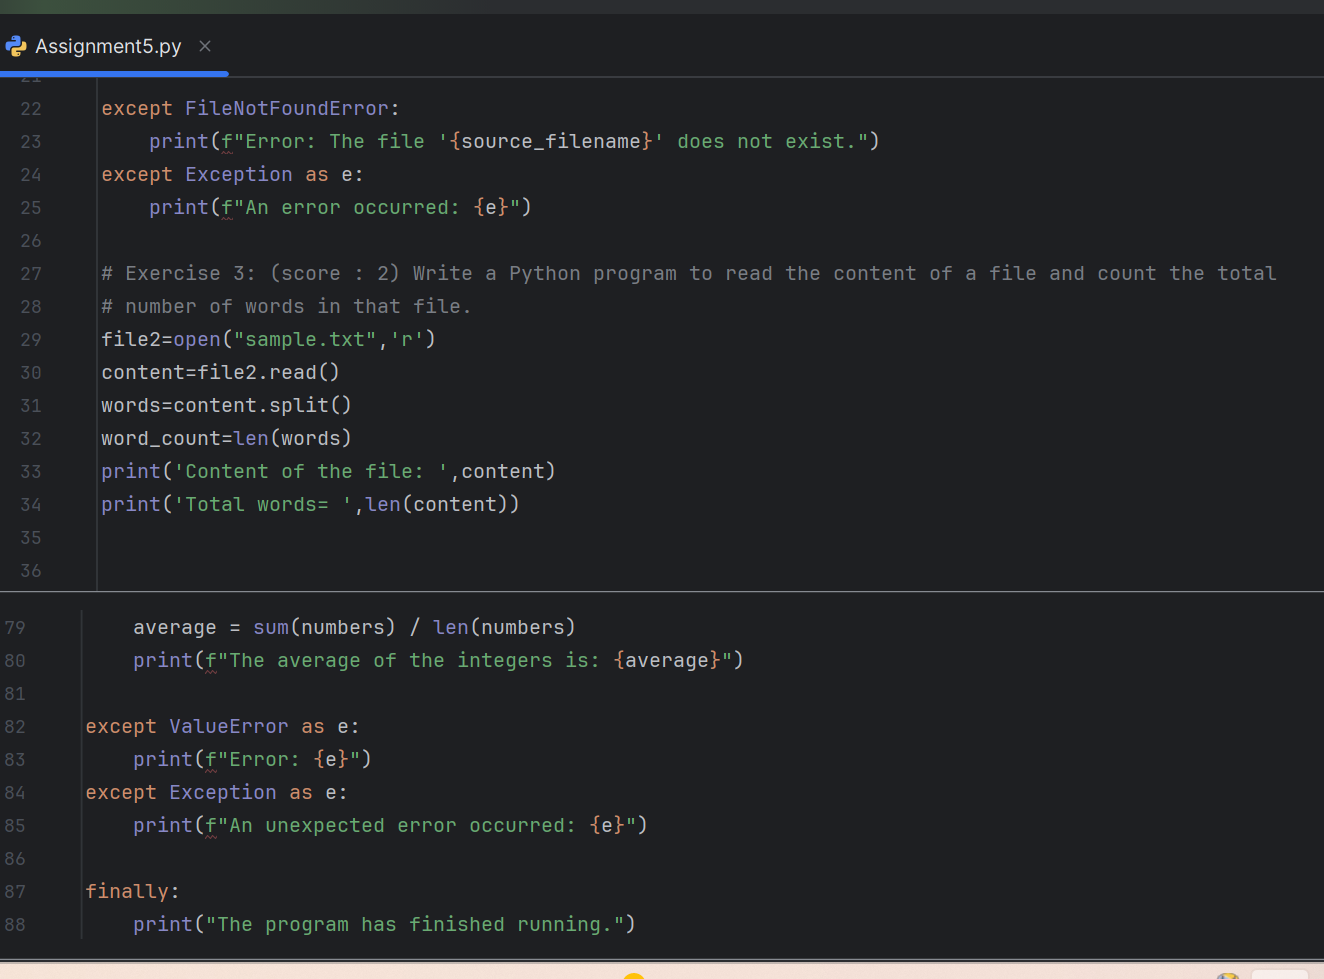 Assignment5.py
21
22 except FileNotFoundError:
23     print(f"Error: The file '{source_filename}' does not exist.")
24 except Exception as e:
25     print(f"An error occurred: {e}")
26
27 # Exercise 3: (score : 2) Write a Python program to read the content of a file and count the total
28 # number of words in that file.
29 file2=open("sample.txt",'r')
30 content=file2.read()
31 words=content.split()
32 word_count=len(words)
33 print('Content of the file: ',content)
34 print('Total words= ',len(content))
35
36
79     average = sum(numbers) / len(numbers)
80     print(f"The average of the integers is: {average}")
81
82 except ValueError as e:
83     print(f"Error: {e}")
84 except Exception as e:
85     print(f"An unexpected error occurred: {e}")
86
87 finally:
88     print("The program has finished running.")